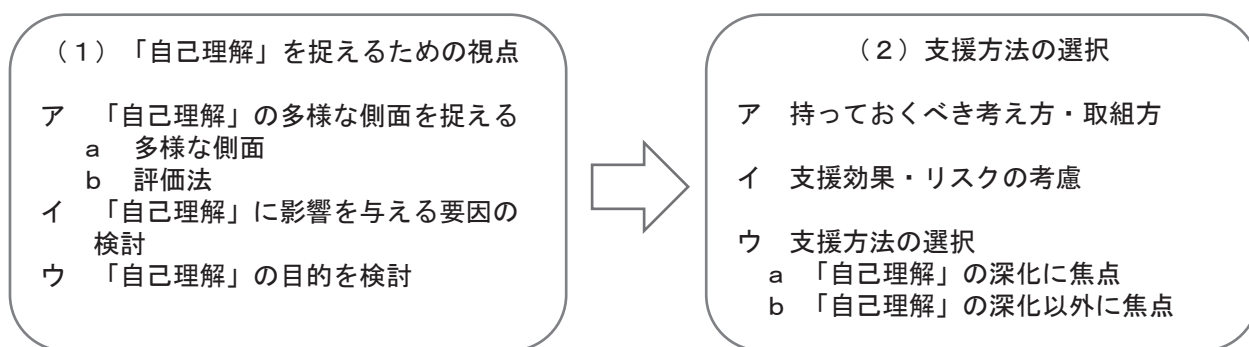 (1)「自己理解」を捉えるための視点
ア 「自己理解」の多様な側面を捉える
a 多様な側面
b 評価法
イ 「自己理解」に影響を与える要因の
検討
ウ 「自己理解」の目的を検討
(2)支援方法の選択
ア 持っておくべき考え方・取組方
イ 支援効果・リスクの考慮
ウ 支援方法の選択
a 「自己理解」の深化に焦点
b 「自己理解」の深化以外に焦点